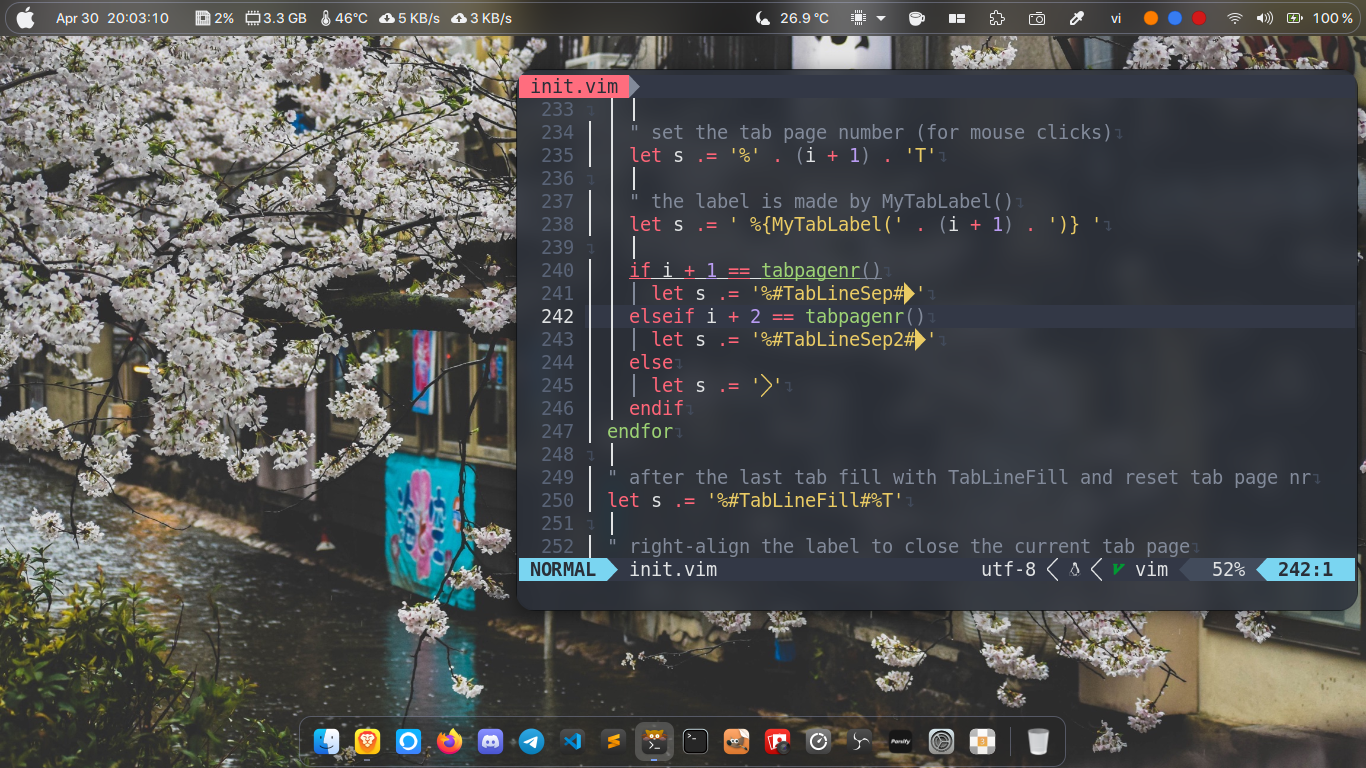 Apr 30 20:03:10 2% 3.3 GB 46°C 5 KB/s 3 KB/s 26.9 °C vi 100 %
init.vim
233
234 " set the tab page number (for mouse clicks)
235 let s .= '%' . (i + 1) . 'T'
236
237 " the label is made by MyTabLabel()
238 let s .= ' %{MyTabLabel(' . (i + 1) . ')} '
239
240 if i + 1 == tabpagenr()
241 let s .= '%#TabLineSep#'
242 elseif i + 2 == tabpagenr()
243 let s .= '%#TabLineSep2#'
244 else
245 let s .= ''
246 endif
247 endfor
248
249 " after the last tab fill with TabLineFill and reset tab page nr
250 let s .= '%#TabLineFill#%T'
251
252 " right-align the label to close the current tab page
NORMAL init.vim utf-8 vim 52% 242:1
Parsify